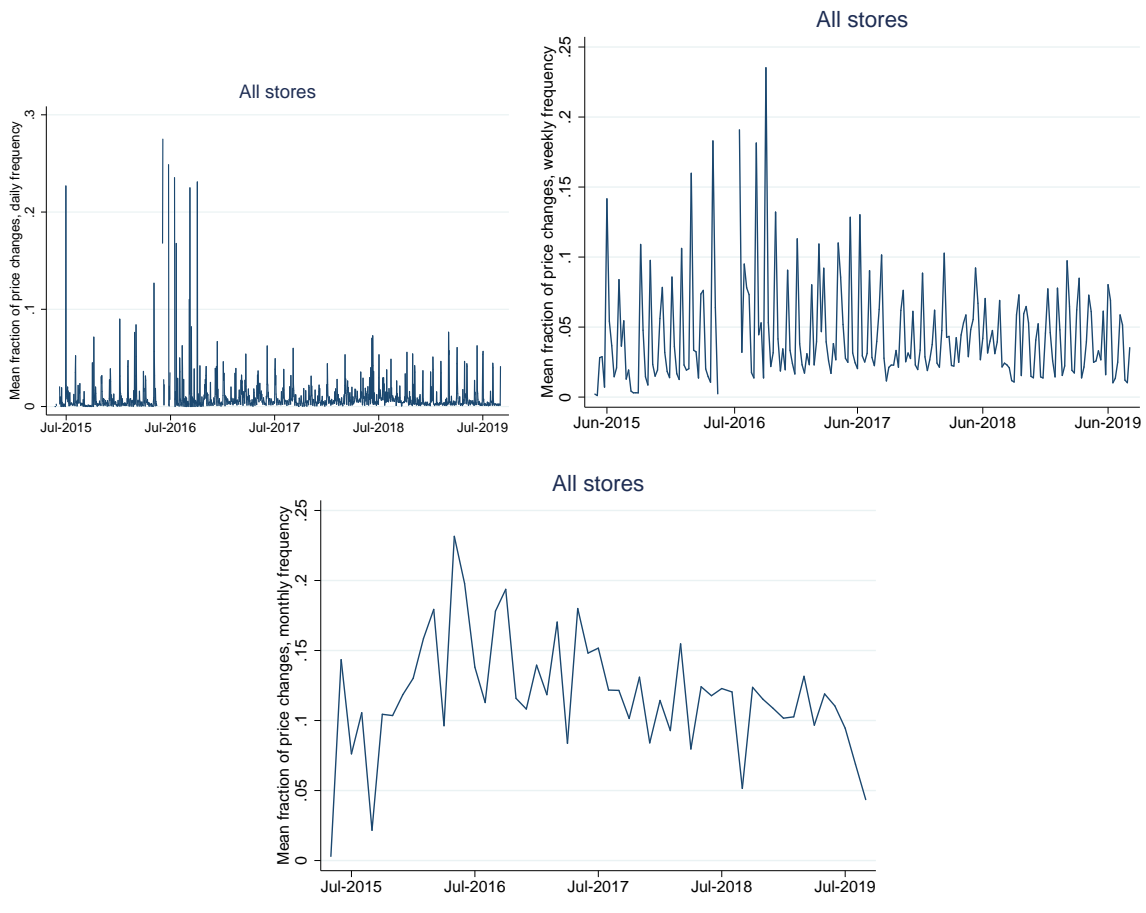 All stores
Mean fraction of price changes, daily frequency
.3
.2
.1
0
Jul-2015 Jul-2016 Jul-2017 Jul-2018 Jul-2019
All stores
Mean fraction of price changes, weekly frequency
.25
.2
.15
.1
.05
0
Jun-2015 Jul-2016 Jun-2017 Jun-2018 Jun-2019
All stores
Mean fraction of price changes, monthly frequency
.25
.2
.15
.1
.05
0
Jul-2015 Jul-2016 Jul-2017 Jul-2018 Jul-2019